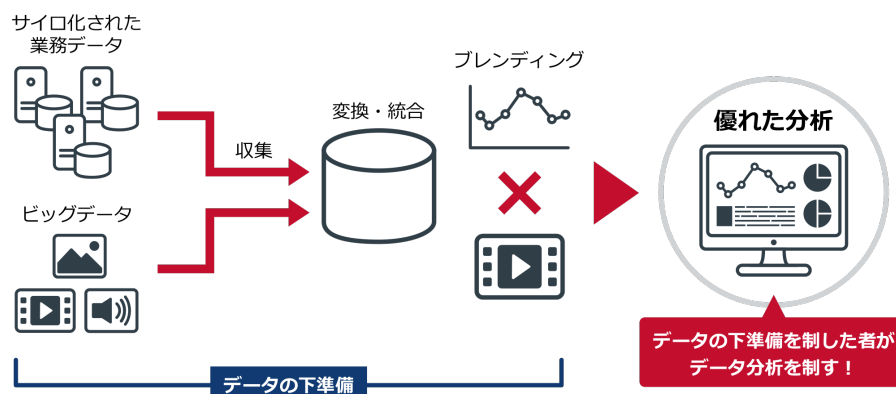 サイロ化された
業務データ
ビッグデータ
収集
変換・統合
ブレンディング
優れた分析
データの下準備を制した者が
データ分析を制す！
データの下準備